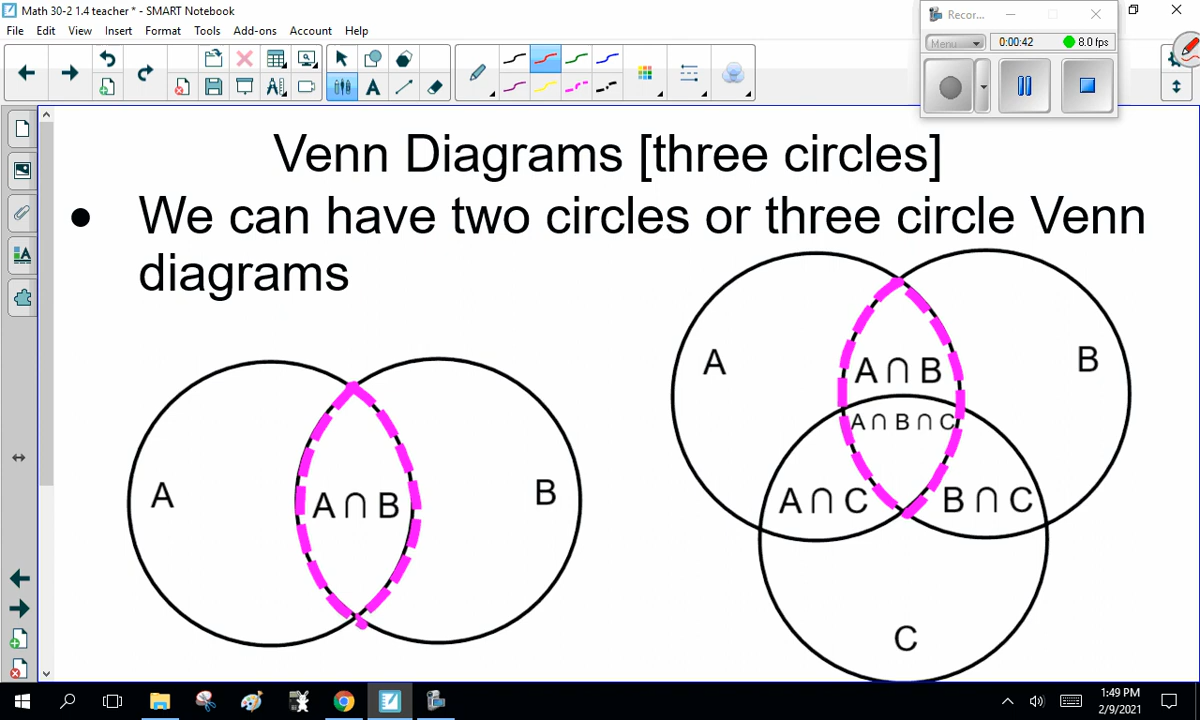 Math 30-2 1.4 teacher * - SMART Notebook
Recor...
File Edit View Insert Format Tools Add-ons Account Help
Menu
0:00:42
8.0 fps
A
A
Venn Diagrams [three circles]
• We can have two circles or three circle Venn
diagrams
A
B
A∩B
A∩B∩C
A∩C
B∩C
C
A
A∩B
B
1:49 PM
2/9/2021